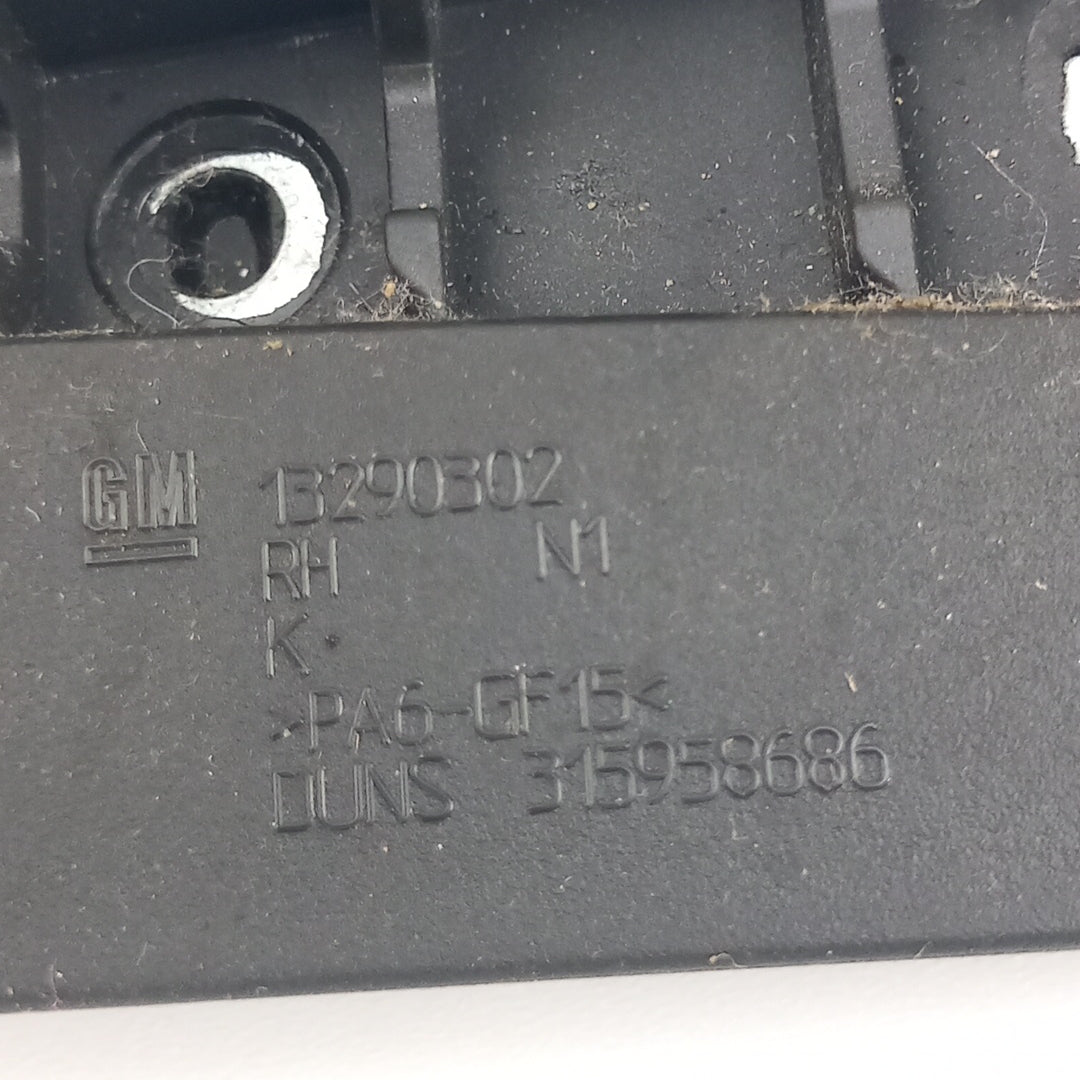 GM 13290302
RH N1
K.
>PA6-GF15<
DUNS 315958686